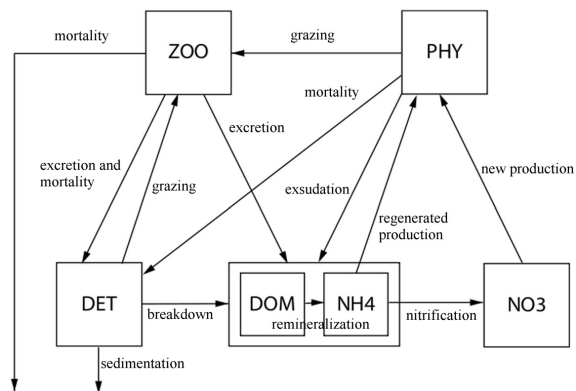 mortality
ZOO
grazing
PHY
mortality
excretion
excretion and
mortality
grazing
exsudation
new production
regenerated
production
DET
breakdown
DOM
NH4
remineralization
nitrification
NO3
sedimentation